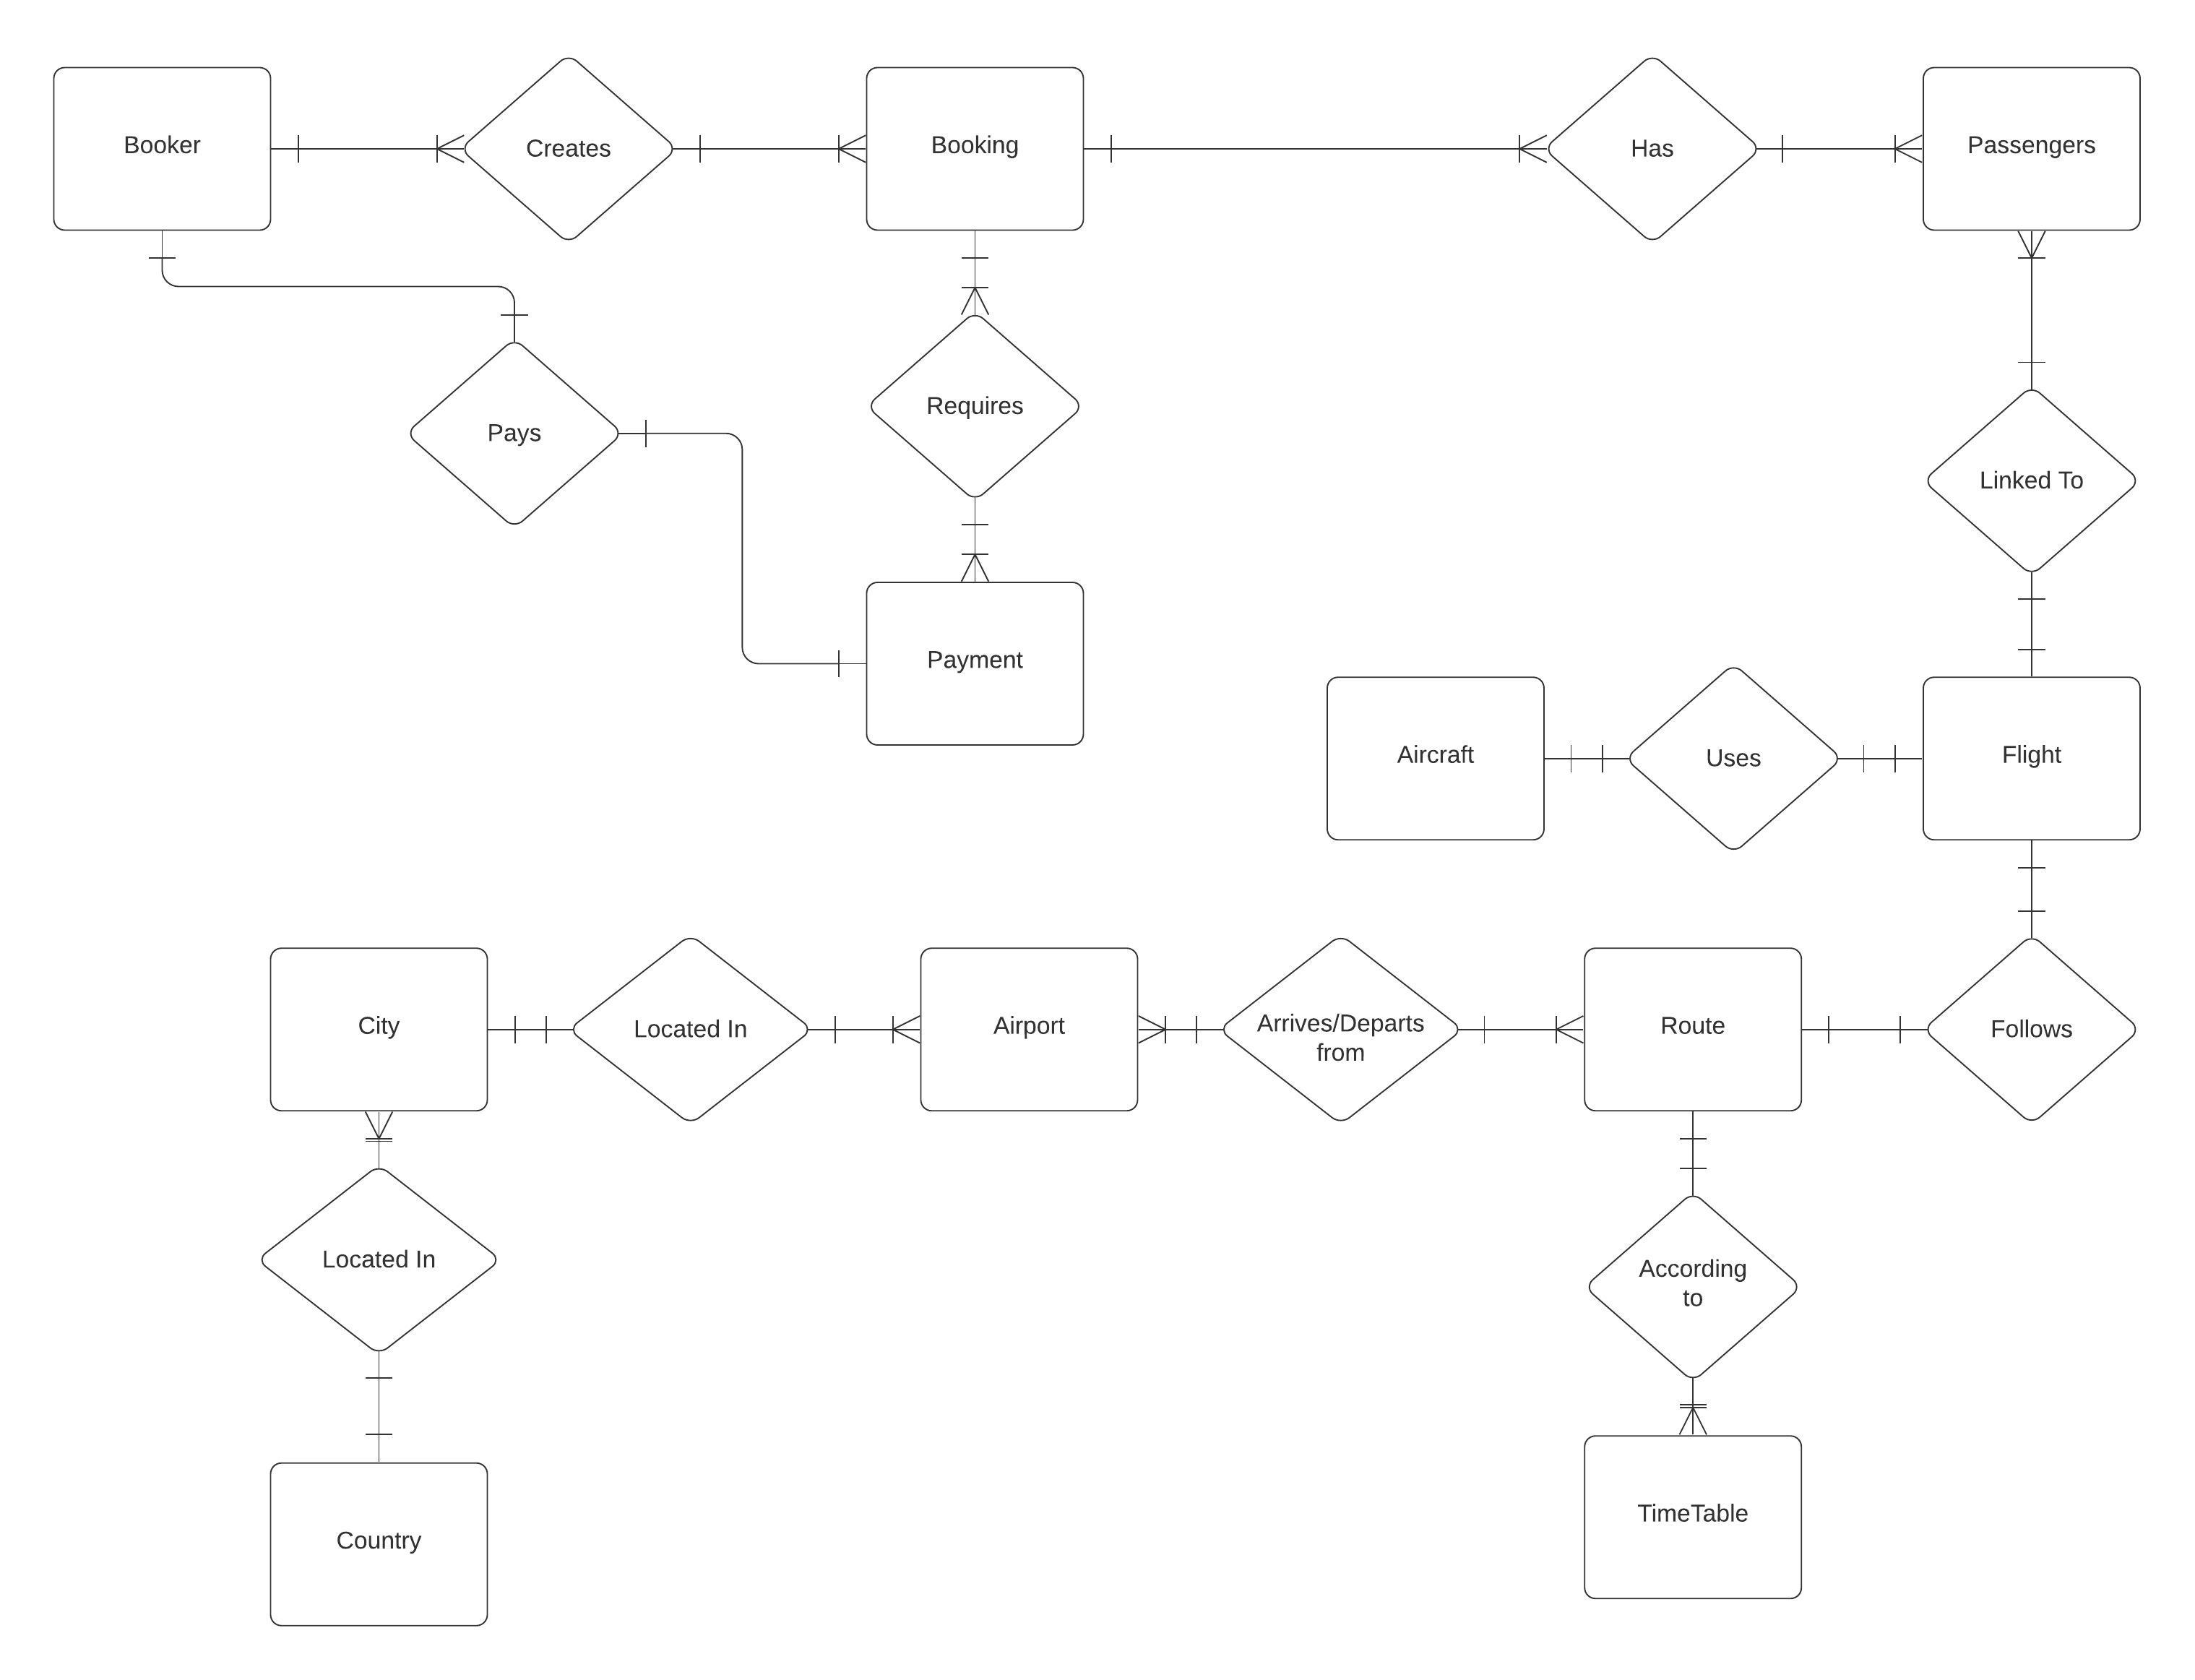 Booker
Creates
Booking
Has
Passengers
Pays
Requires
Linked To
Payment
Aircraft
Uses
Flight
City
Located In
Airport
Arrives/Departs
from
Route
Follows
Located In
According
to
TimeTable
Country